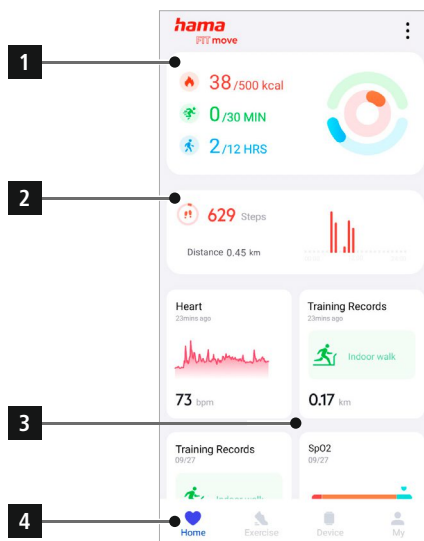 hama
FIT move
1
38/500 kcal
0/30 MIN
2/12 HRS
2
629 Steps
Distance 0.45 km
Heart
23mins ago
Training Records
23mins ago
Indoor walk
73 bpm
0.17 km
3
Training Records
09/27
SpO2
09/27
Indoor walk
4
Home
Exercise
Device
My